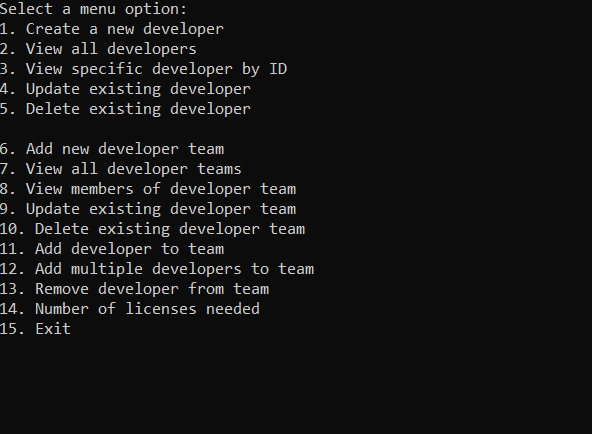 Select a menu option:
1. Create a new developer
2. View all developers
3. View specific developer by ID
4. Update existing developer
5. Delete existing developer
6. Add new developer team
7. View all developer teams
8. View members of developer team
9. Update existing developer team
10. Delete existing developer team
11. Add developer to team
12. Add multiple developers to team
13. Remove developer from team
14. Number of licenses needed
15. Exit